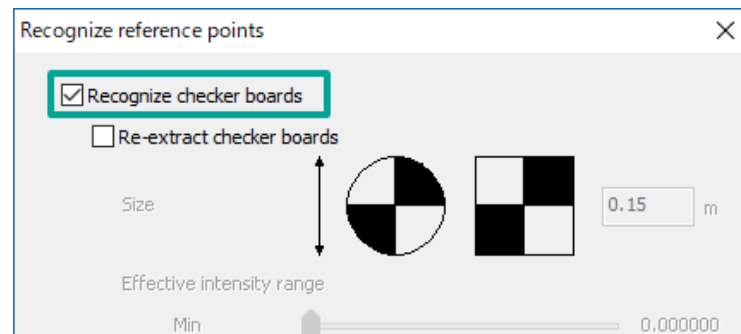 Recognize reference points
Recognize checker boards
Re-extract checker boards
Size
0.15 m
Effective intensity range
Min 0.000000